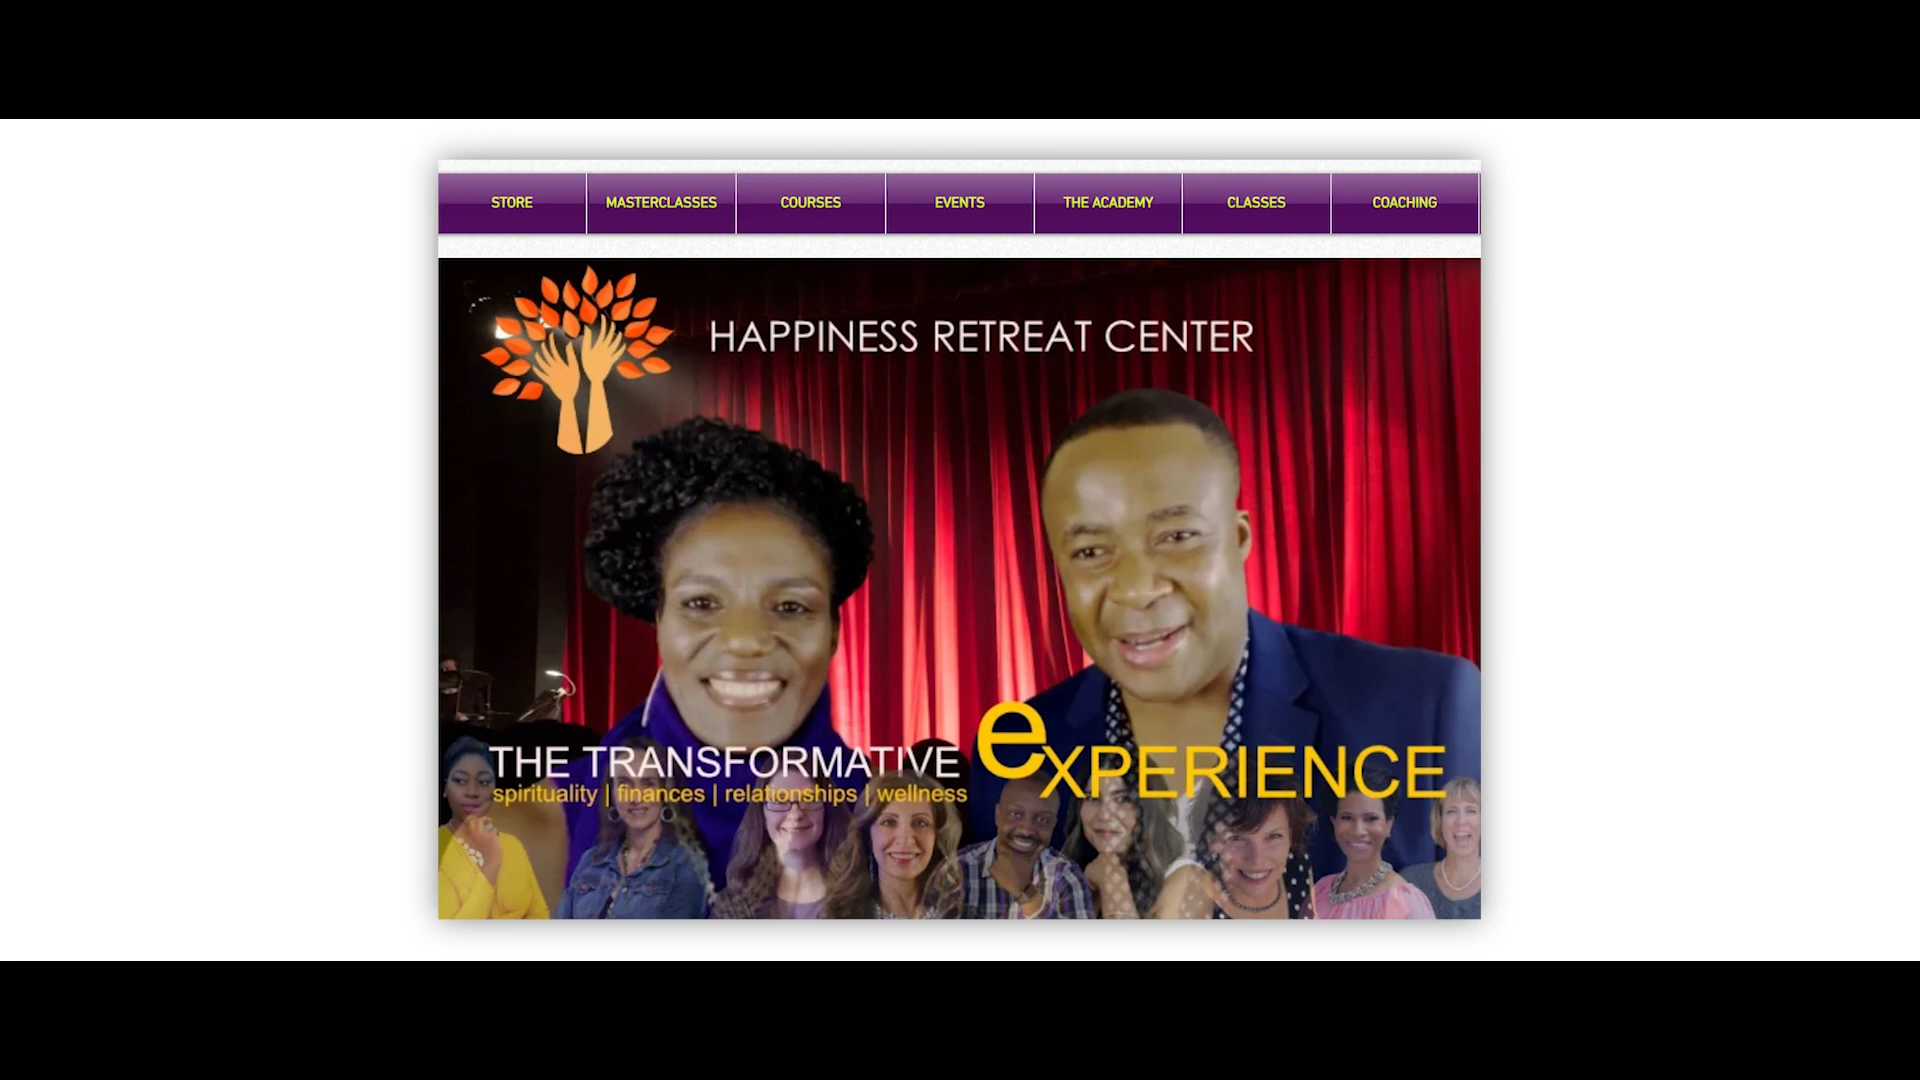 STORE MASTERCLASSES COURSES EVENTS THE ACADEMY CLASSES COACHING
HAPPINESS RETREAT CENTER
THE TRANSFORMATIVE eXPERIENCE
spirituality | finances | relationships | wellness